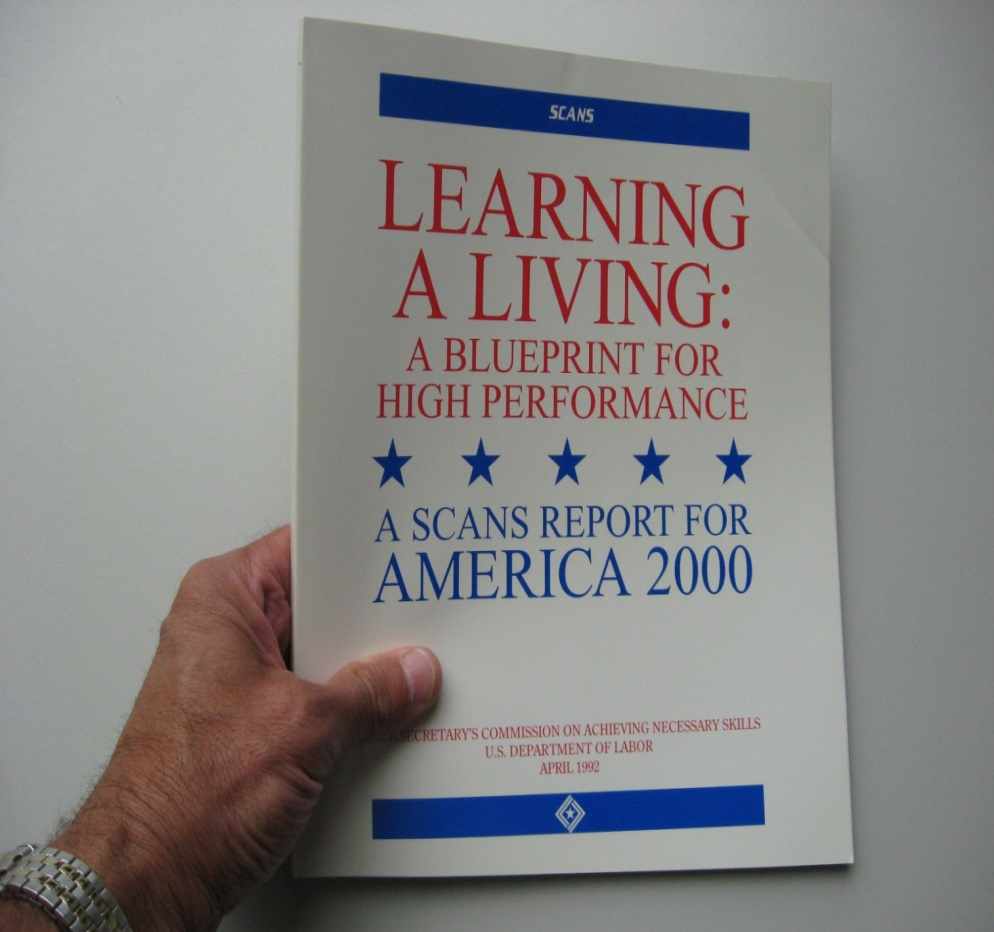 SCANS
LEARNING
A LIVING:
A BLUEPRINT FOR
HIGH PERFORMANCE
A SCANS REPORT FOR
AMERICA 2000
SECRETARY'S COMMISSION ON ACHIEVING NECESSARY SKILLS
U.S. DEPARTMENT OF LABOR
APRIL 1992